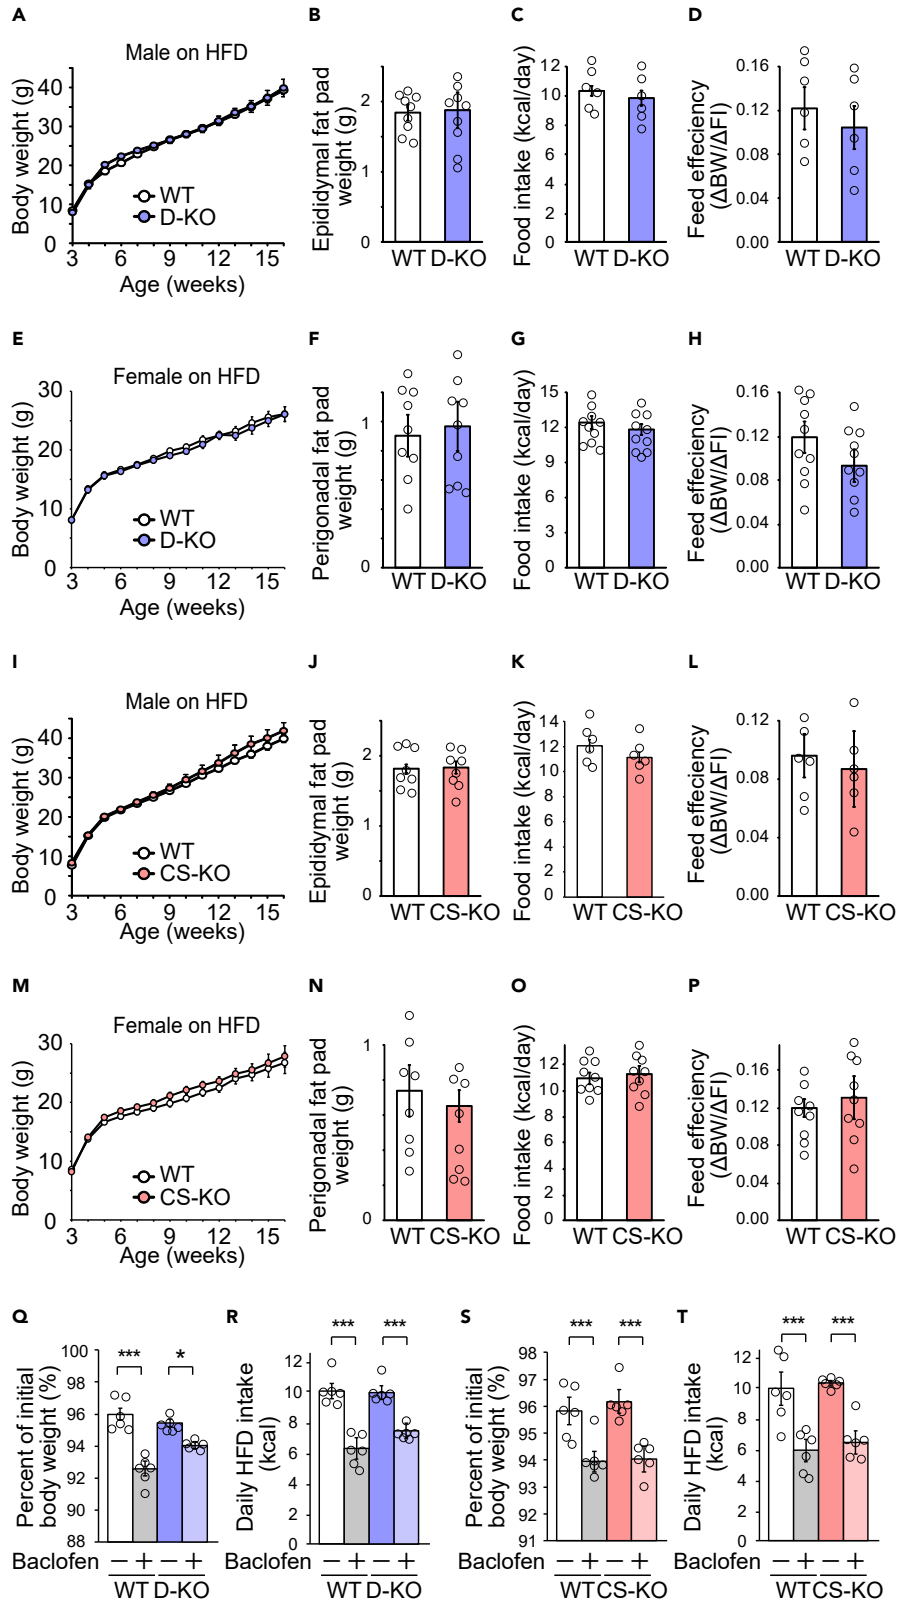 A
Male on HFD
Body weight (g)
40
30
20
10
0
WT
D-KO
3 6 9 12 15
Age (weeks)
B
Epididymal fat pad
weight (g)
2
1
0
WT D-KO
C
Food intake (kcal/day)
12
10
8
6
4
2
0
WT D-KO
D
Feed effeciency
(ΔBW/ΔFI)
0.16
0.12
0.08
0.04
0.00
WT D-KO
E
Female on HFD
Body weight (g)
30
20
10
0
WT
D-KO
3 6 9 12 15
Age (weeks)
F
Perigonadal fat pad
weight (g)
1
0
WT D-KO
G
Food intake (kcal/day)
15
12
9
6
3
0
WT D-KO
H
Feed effeciency
(ΔBW/ΔFI)
0.16
0.12
0.08
0.04
0.00
WT D-KO
I
Male on HFD
Body weight (g)
40
30
20
10
0
WT
CS-KO
3 6 9 12 15
Age (weeks)
J
Epididymal fat pad
weight (g)
2
1
0
WT CS-KO
K
Food intake (kcal/day)
14
12
10
8
6
4
2
0
WT CS-KO
L
Feed effeciency
(ΔBW/ΔFI)
0.12
0.08
0.04
0.00
WT CS-KO
M
Female on HFD
Body weight (g)
30
20
10
0
WT
CS-KO
3 6 9 12 15
Age (weeks)
N
Perigonadal fat pad
weight (g)
1
0
WT CS-KO
O
Food intake (kcal/day)
12
10
8
6
4
2
0
WT CS-KO
P
Feed effeciency
(ΔBW/ΔFI)
0.16
0.12
0.08
0.04
0.00
WT CS-KO
Q
Percent of initial
body weight (%)
100
98
96
94
92
90
88
*** *
Baclofen − + − +
WT D-KO
R
Daily HFD intake
(kcal)
12
10
8
6
4
2
0
*** ***
Baclofen − + − +
WT D-KO
S
Percent of initial
body weight (%)
98
97
96
95
94
93
92
91
*** ***
Baclofen − + − +
WT CS-KO
T
Daily HFD intake
(kcal)
12
10
8
6
4
2
0
*** ***
Baclofen − + − +
WT CS-KO